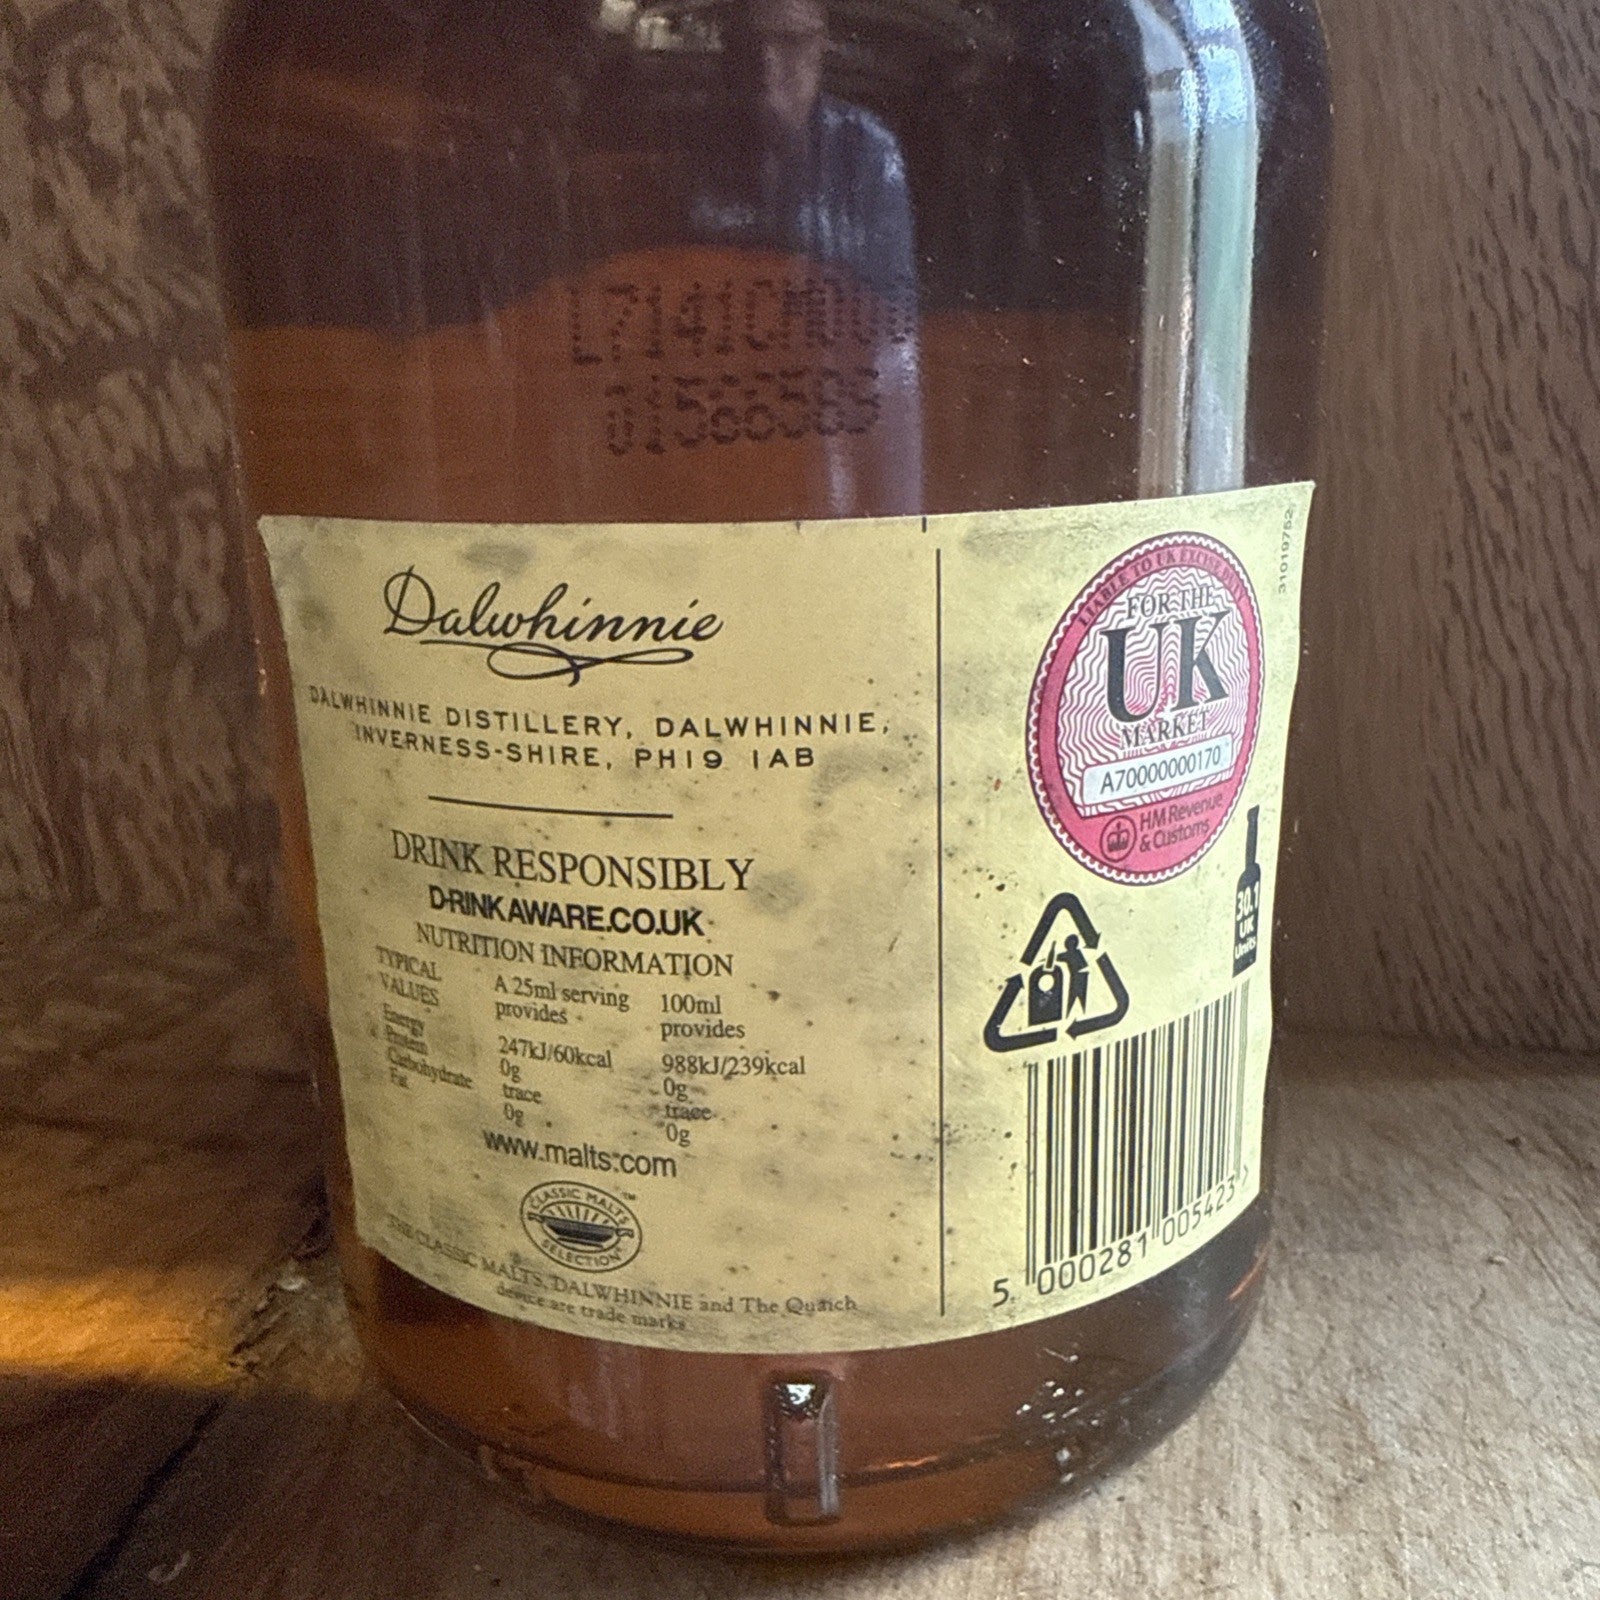 01566583
Dalwhinnie
DALWHINNIE DISTILLERY, DALWHINNIE,
INVERNESS-SHIRE, PH19 1AB
DRINK RESPONSIBLY
DRINKAWARE.CO.UK
NUTRITION INFORMATION
TYPICAL VALUES A 25ml serving provides 100ml provides
Energy 247kJ/60kcal 988kJ/239kcal
Protein 0g 0g
Carbohydrate trace trace
Fat 0g 0g
www.malts.com
CLASSIC MALTS™
SELECTION
THE CLASSIC MALTS, DALWHINNIE and The Quaich
device are trade marks
31019752
LIABLE TO UK EXCISE DUTY
FOR THE
UK
MARKET
A70000000170
HM Revenue
& Customs
30.1
UK
Units
5 000281 005423 >